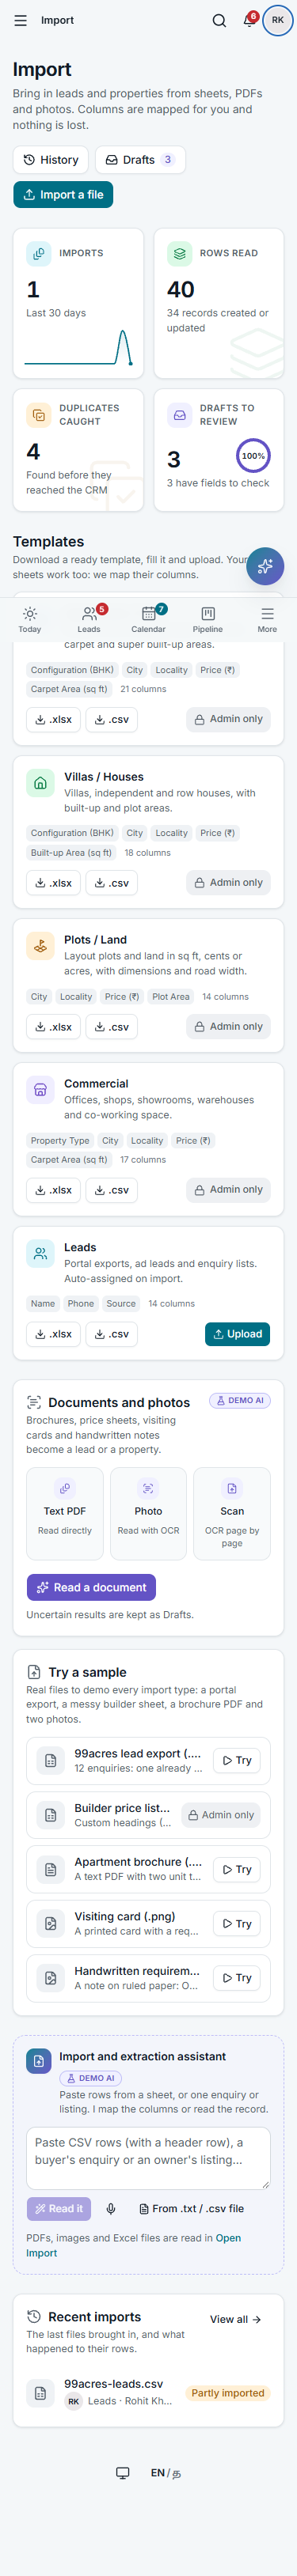 Import
6
RK
Import
Bring in leads and properties from sheets, PDFs
and photos. Columns are mapped for you and
nothing is lost.
History
Drafts 3
Import a file
IMPORTS
1
Last 30 days
ROWS READ
40
34 records created or
updated
DUPLICATES
CAUGHT
4
Found before they
reached the CRM
DRAFTS TO
REVIEW
3
100%
3 have fields to check
Templates
Download a ready template, fill it and upload. Your
sheets work too: we map their columns.
Today
Leads 5
Calendar 7
Pipeline
More
carpet and super built-up areas.
Configuration (BHK) City Locality Price (₹)
Carpet Area (sq ft) 21 columns
.xlsx .csv Admin only
Villas / Houses
Villas, independent and row houses, with
built-up and plot areas.
Configuration (BHK) City Locality Price (₹)
Built-up Area (sq ft) 18 columns
.xlsx .csv Admin only
Plots / Land
Layout plots and land in sq ft, cents or
acres, with dimensions and road width.
City Locality Price (₹) Plot Area 14 columns
.xlsx .csv Admin only
Commercial
Offices, shops, showrooms, warehouses
and co-working space.
Property Type City Locality Price (₹)
Carpet Area (sq ft) 17 columns
.xlsx .csv Admin only
Leads
Portal exports, ad leads and enquiry lists.
Auto-assigned on import.
Name Phone Source 14 columns
.xlsx .csv Upload
Documents and photos DEMO AI
Brochures, price sheets, visiting
cards and handwritten notes
become a lead or a property.
Text PDF
Read directly
Photo
Read with OCR
Scan
OCR page by
page
Read a document
Uncertain results are kept as Drafts.
Try a sample
Real files to demo every import type: a portal
export, a messy builder sheet, a brochure PDF and
two photos.
99acres lead export (....
12 enquiries: one already ...
Try
Builder price list...
Custom headings (...
Admin only
Apartment brochure (....
A text PDF with two unit t...
Try
Visiting card (.png)
A printed card with a req...
Try
Handwritten requirem...
A note on ruled paper: O...
Try
Import and extraction assistant
DEMO AI
Paste rows from a sheet, or one enquiry or
listing. I map the columns or read the record.
Paste CSV rows (with a header row), a
buyer's enquiry or an owner's listing...
Read it
From .txt / .csv file
PDFs, images and Excel files are read in Open
Import
Recent imports
View all →
The last files brought in, and what
happened to their rows.
99acres-leads.csv
RK Leads · Rohit Kh...
Partly imported
EN / த